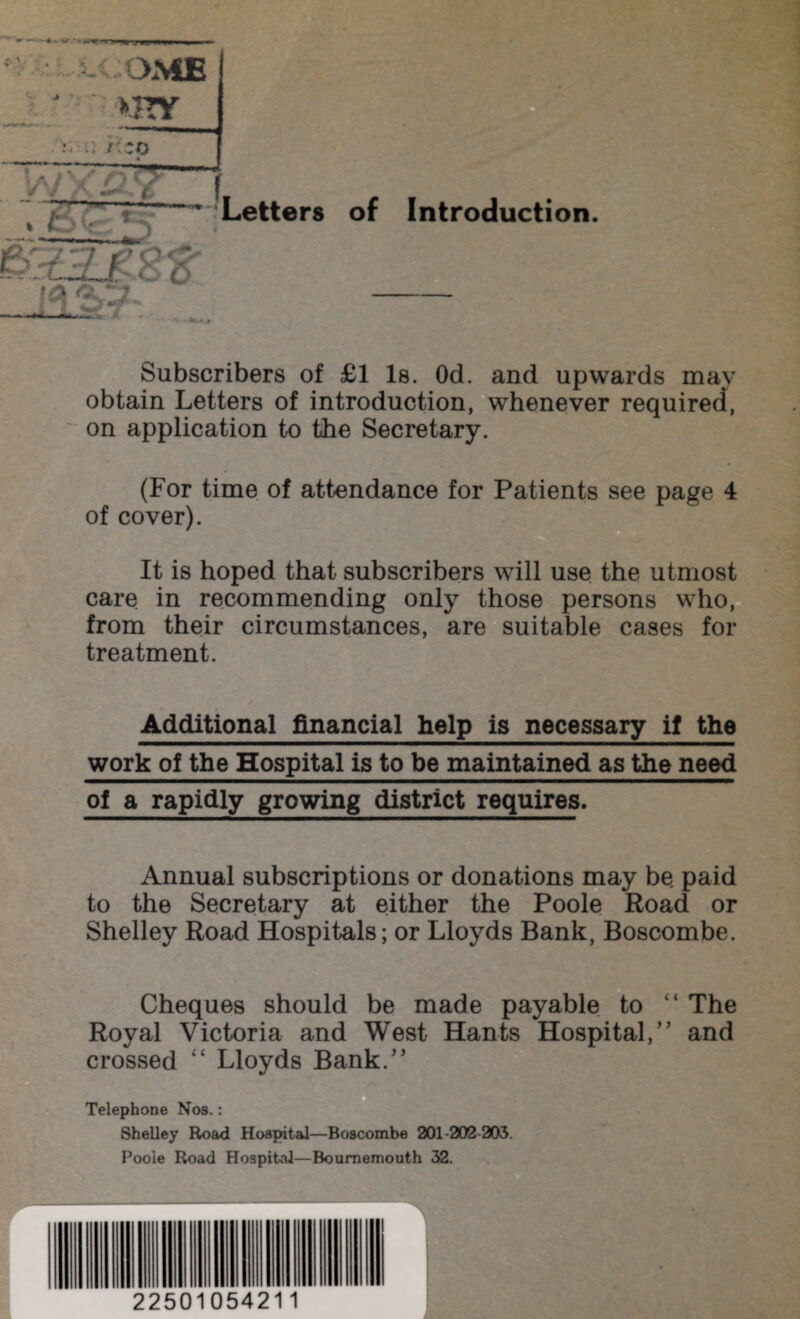 OME
Letters of Introduction.
Subscribers of £1 1s. 0d. and upwards may
obtain Letters of introduction, whenever required,
on application to the Secretary.
(For time of attendance for Patients see page 4
of cover).
It is hoped that subscribers will use the utmost
care in recommending only those persons who,
from their circumstances, are suitable cases for
treatment.
Additional financial help is necessary if the
work of the Hospital is to be maintained as the need
of a rapidly growing district requires.
Annual subscriptions or donations may be paid
to the Secretary at either the Poole Road or
Shelley Road Hospitals; or Lloyds Bank, Boscombe.
Cheques should be made payable to “ The
Royal Victoria and West Hants Hospital,” and
crossed “ Lloyds Bank.”
Telephone Nos. :
Shelley Road Hospital—Boscombe 201-202-203.
Poole Road Hospital—Bournemouth 32.
22501054211